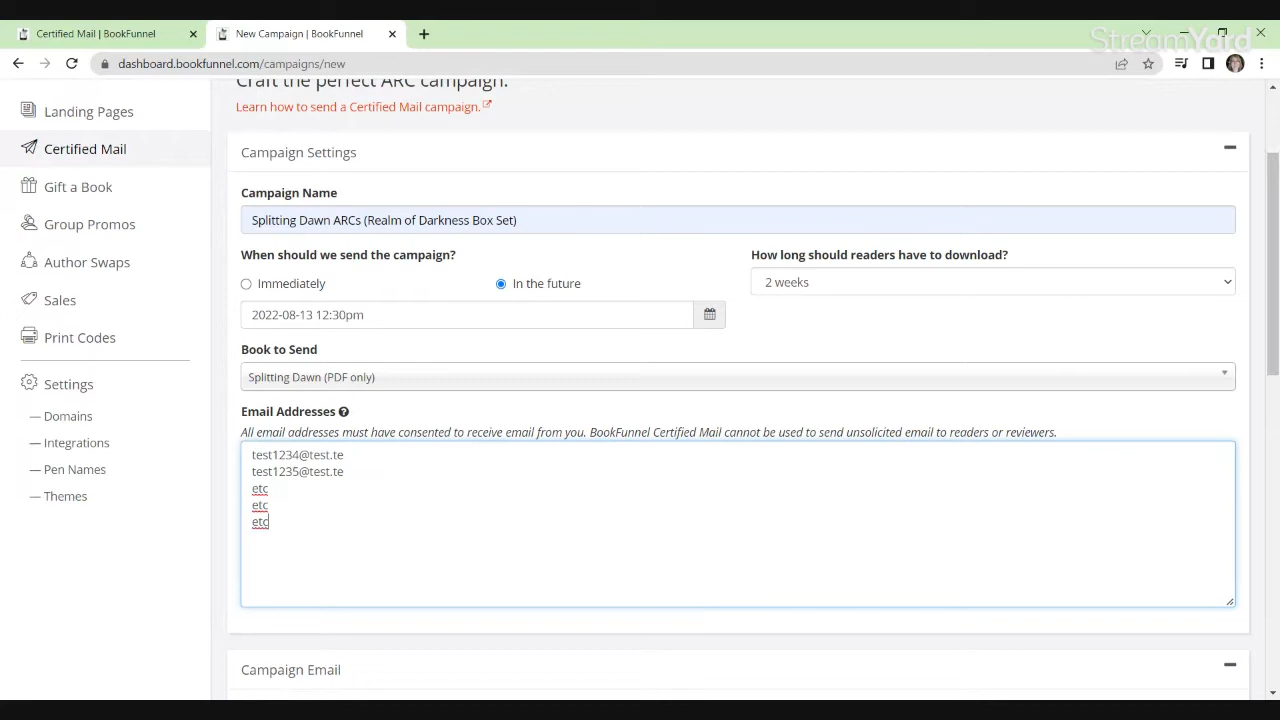 Certified Mail | BookFunnel
New Campaign | BookFunnel
StreamYard
dashboard.bookfunnel.com/campaigns/new
Craft the perfect ARC campaign.
Learn how to send a Certified Mail campaign.
Landing Pages
Certified Mail
Gift a Book
Group Promos
Author Swaps
Sales
Print Codes
Settings
— Domains
— Integrations
— Pen Names
— Themes
Campaign Settings
Campaign Name
Splitting Dawn ARCs (Realm of Darkness Box Set)
When should we send the campaign?
How long should readers have to download?
Immediately
In the future
2 weeks
2022-08-13 12:30pm
Book to Send
Splitting Dawn (PDF only)
Email Addresses ?
All email addresses must have consented to receive email from you. BookFunnel Certified Mail cannot be used to send unsolicited email to readers or reviewers.
test1234@test.te
test1235@test.te
etc
etc
etc
Campaign Email